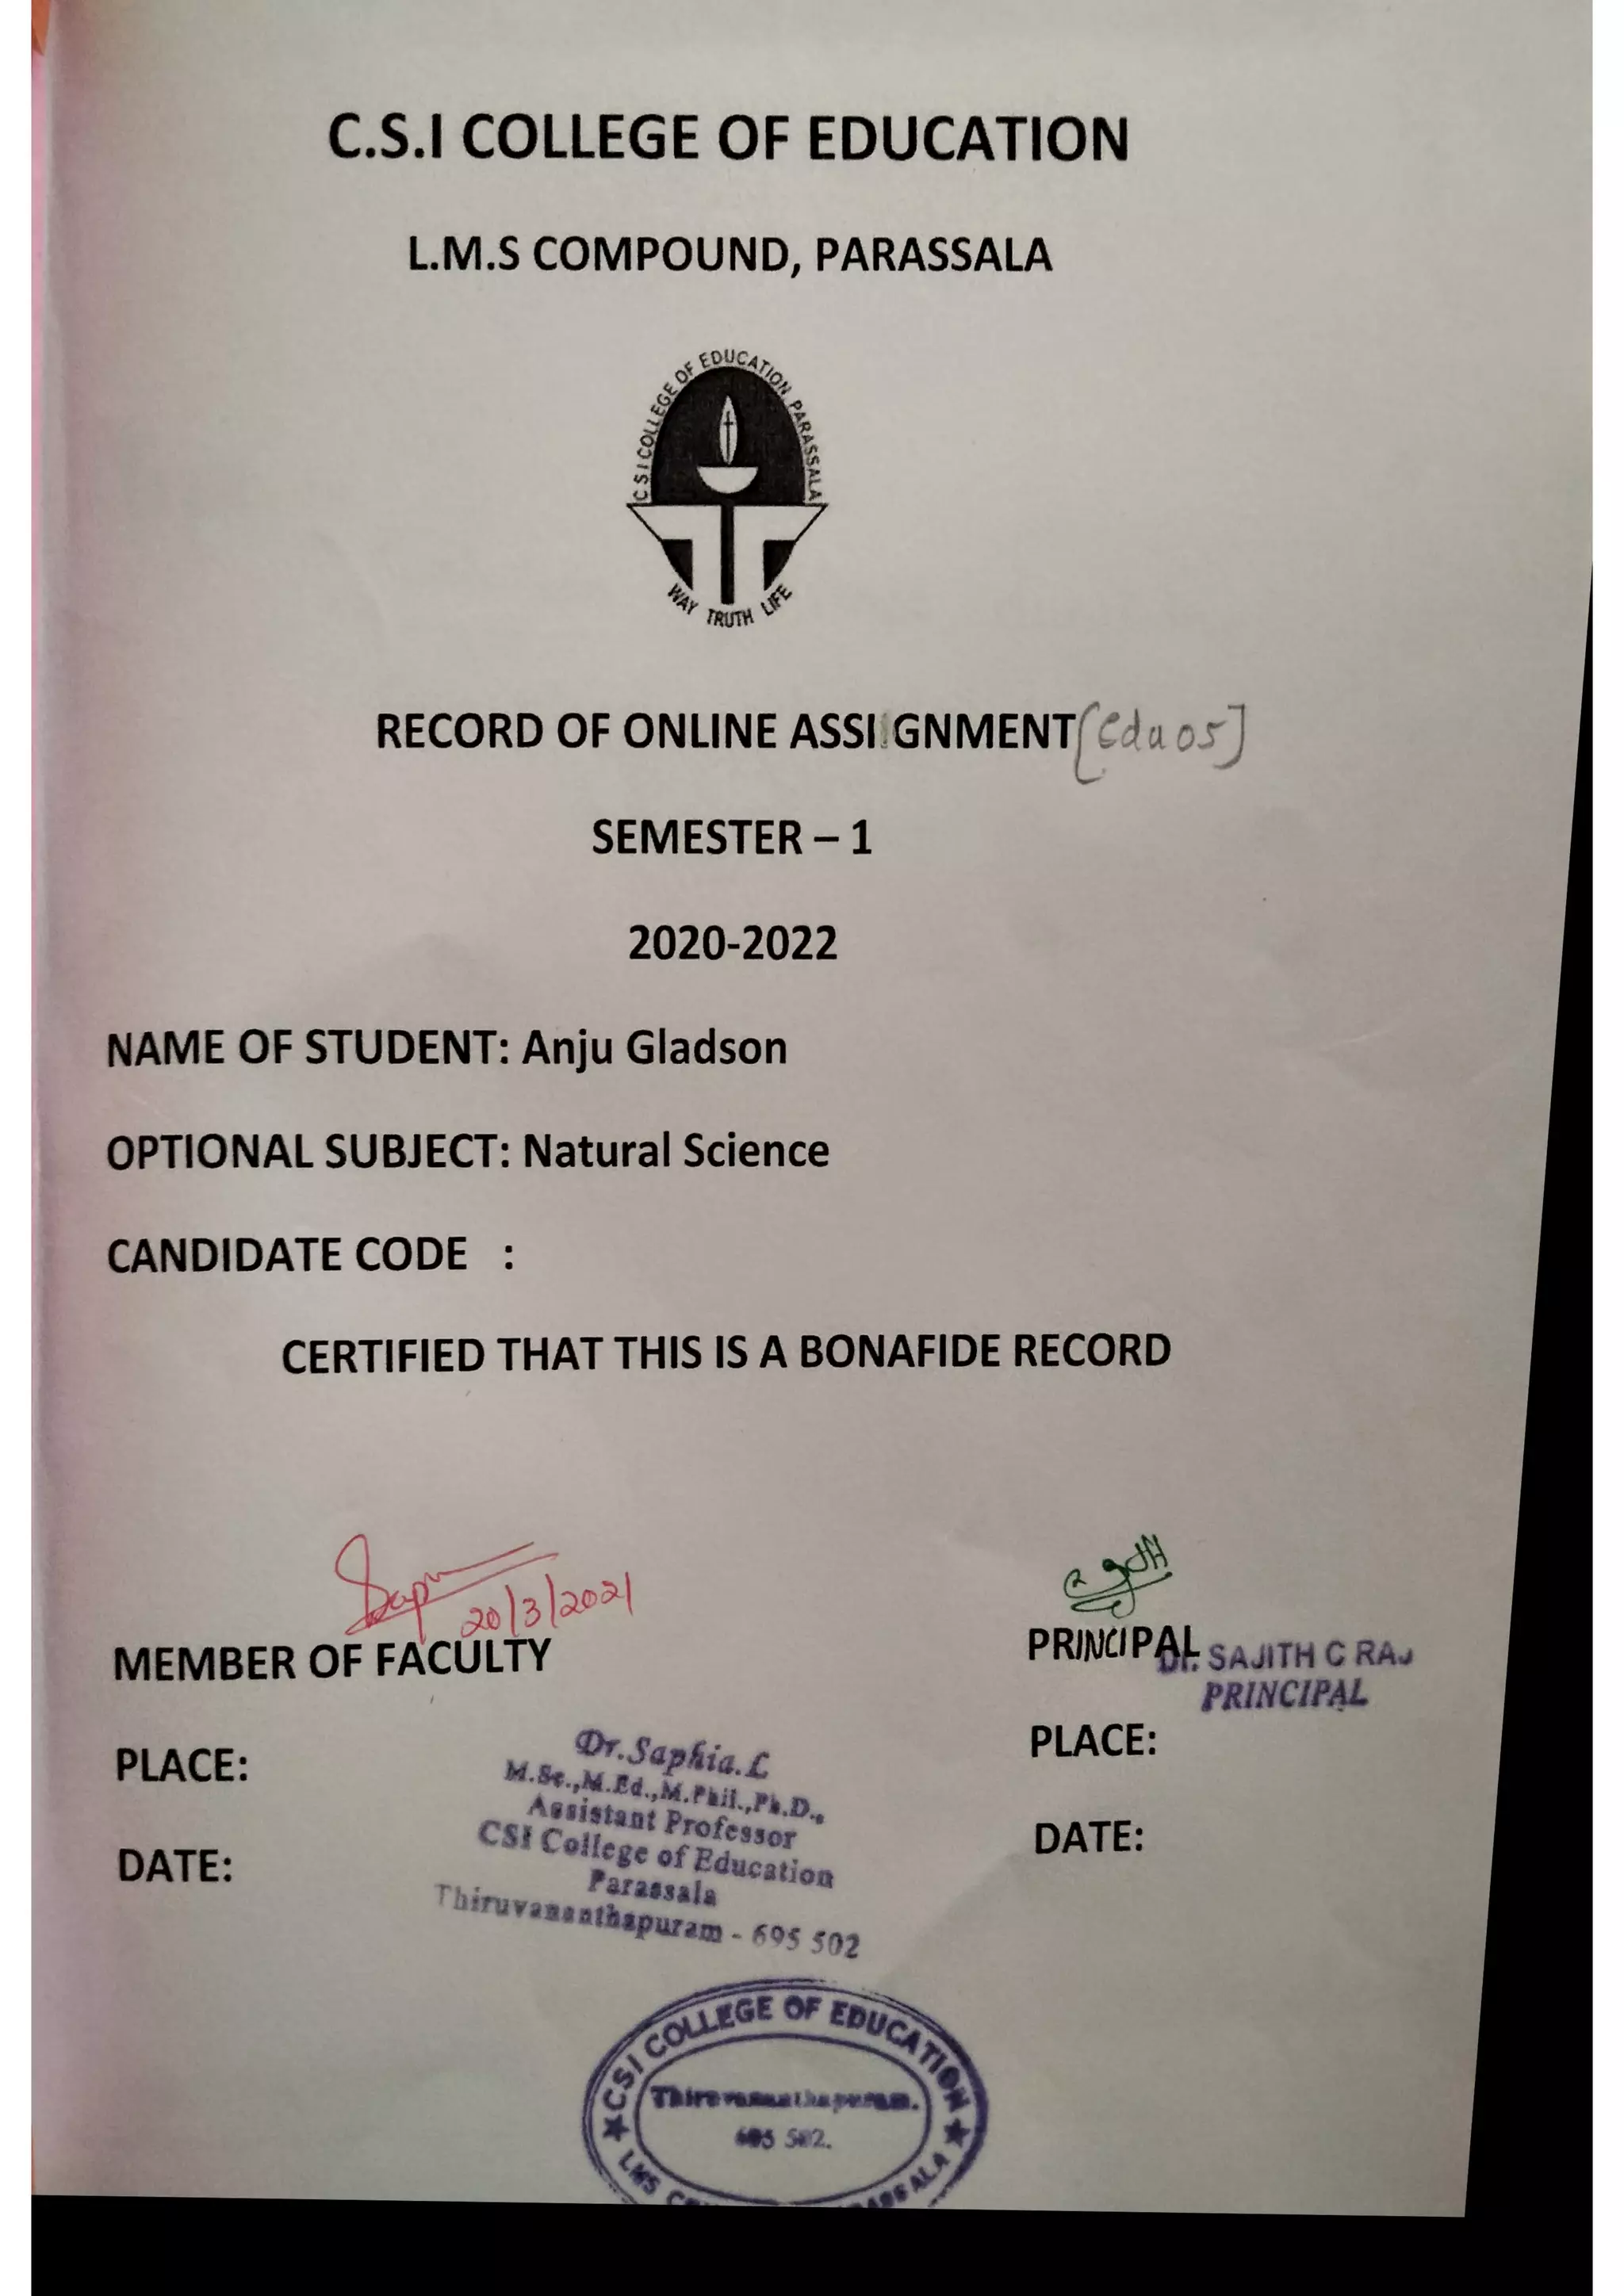 C.S.I COLLEGE OF EDUCATION
L.M.S COMPOUND, PARASSALA
C S I COLLEGE OF EDUCATION PARASSALA
WAY TRUTH LIFE
RECORD OF ONLINE ASSIGNMENT [Edu 05]
SEMESTER – 1
2020-2022
NAME OF STUDENT: Anju Gladson
OPTIONAL SUBJECT: Natural Science
CANDIDATE CODE :
CERTIFIED THAT THIS IS A BONAFIDE RECORD
20/3/2021
MEMBER OF FACULTY
PRINCIPAL
Dr. SAJITH C RAJ
PRINCIPAL
PLACE:
PLACE:
DATE:
DATE:
Dr.Saphia.L
M.Sc.,M.Ed.,M.Phil.,Ph.D.,
Assistant Professor
CSI College of Education
Parassala
Thiruvananthapuram - 695 502
CSI COLLEGE OF EDUCATION
Thiruvananthapuram.
695 502.
LMS